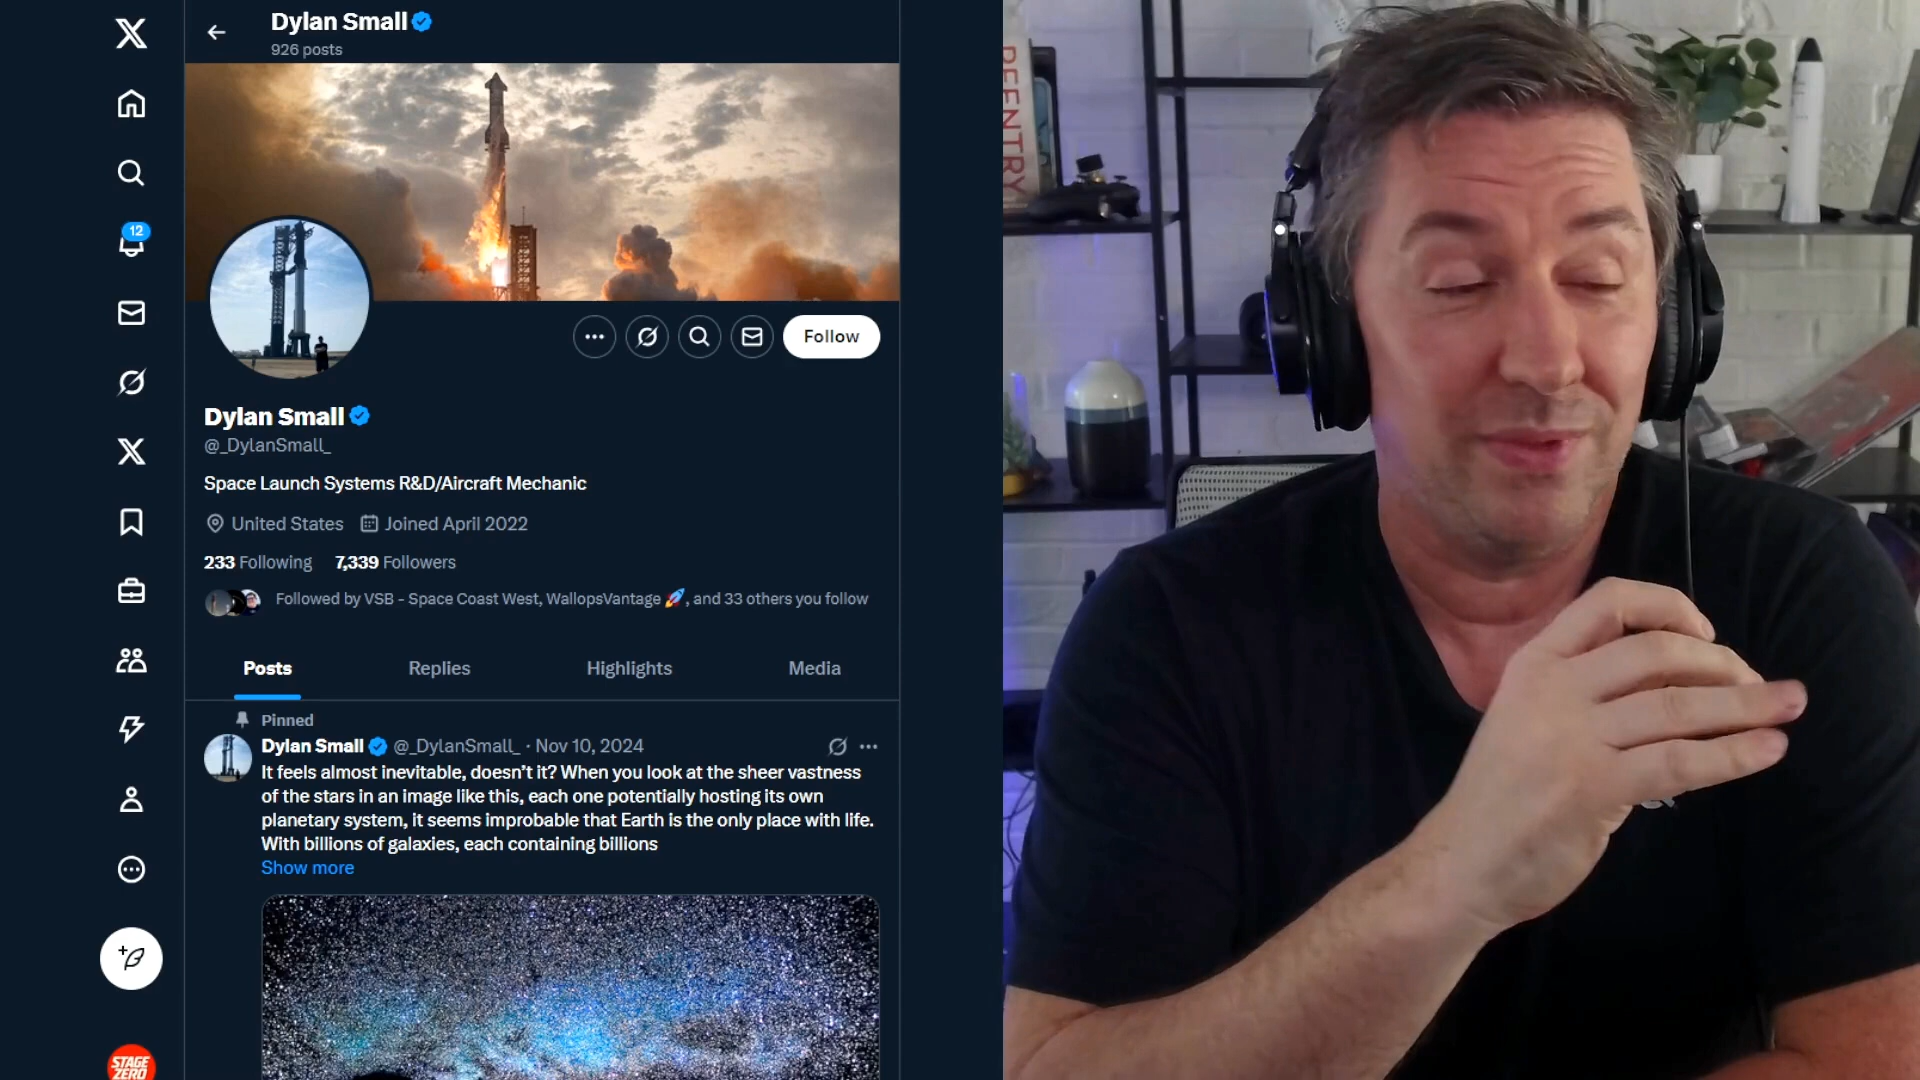 Dylan Small
926 posts
12
Follow
Dylan Small
@_DylanSmall_
Space Launch Systems R&D/Aircraft Mechanic
United States Joined April 2022
233 Following 7,339 Followers
Followed by VSB - Space Coast West, WallopsVantage 🚀, and 33 others you follow
Posts Replies Highlights Media
Pinned
Dylan Small @_DylanSmall_ · Nov 10, 2024
It feels almost inevitable, doesn’t it? When you look at the sheer vastness
of the stars in an image like this, each one potentially hosting its own
planetary system, it seems improbable that Earth is the only place with life.
With billions of galaxies, each containing billions
Show more
STAGE
ZERO
REENTRY